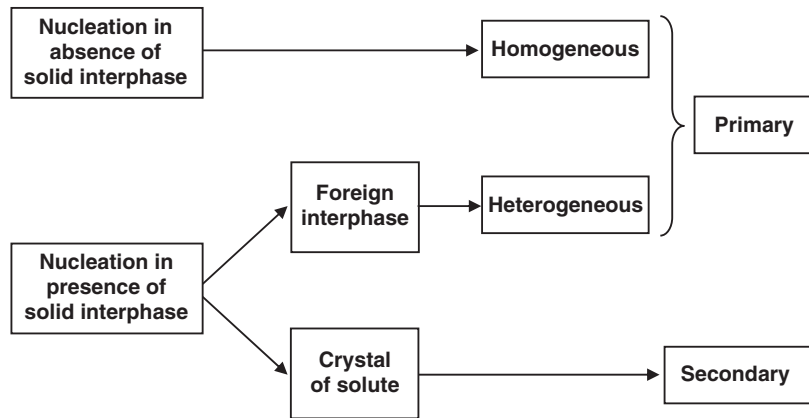 Nucleation in
absence of
solid interphase
Homogeneous
Primary
Foreign
interphase
Heterogeneous
Nucleation in
presence of
solid interphase
Crystal
of solute
Secondary